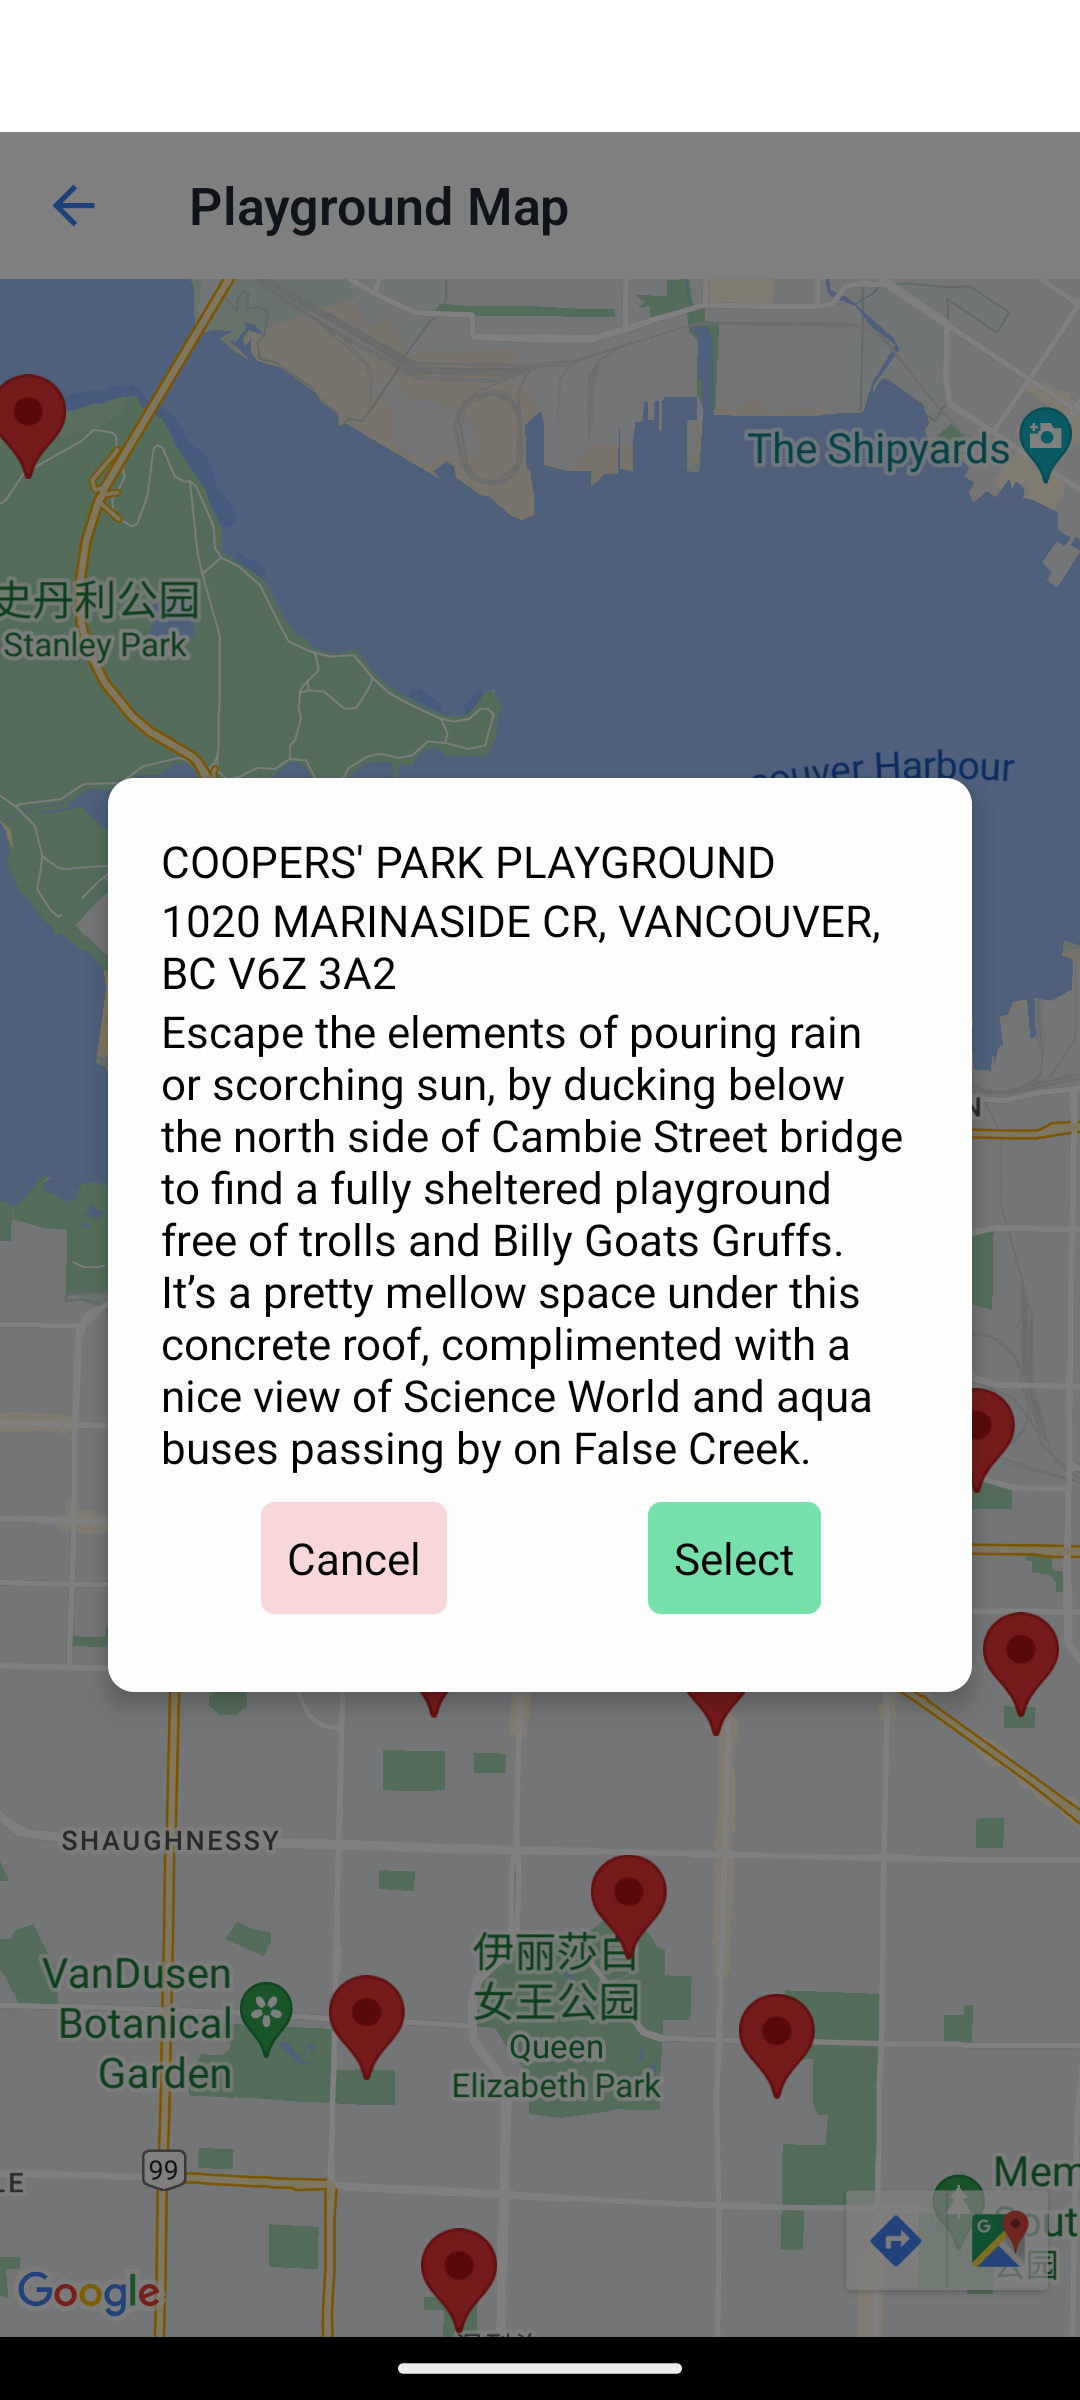 Playground Map
The Shipyards
史丹利公园
Stanley Park
Harbour
COOPERS' PARK PLAYGROUND
1020 MARINASIDE CR, VANCOUVER,
BC V6Z 3A2
Escape the elements of pouring rain
or scorching sun, by ducking below
the north side of Cambie Street bridge
to find a fully sheltered playground
free of trolls and Billy Goats Gruffs.
It’s a pretty mellow space under this
concrete roof, complimented with a
nice view of Science World and aqua
buses passing by on False Creek.
Cancel
Select
SHAUGHNESSY
VanDusen
Botanical
Garden
伊丽莎白
女王公园
Queen
Elizabeth Park
99
Google